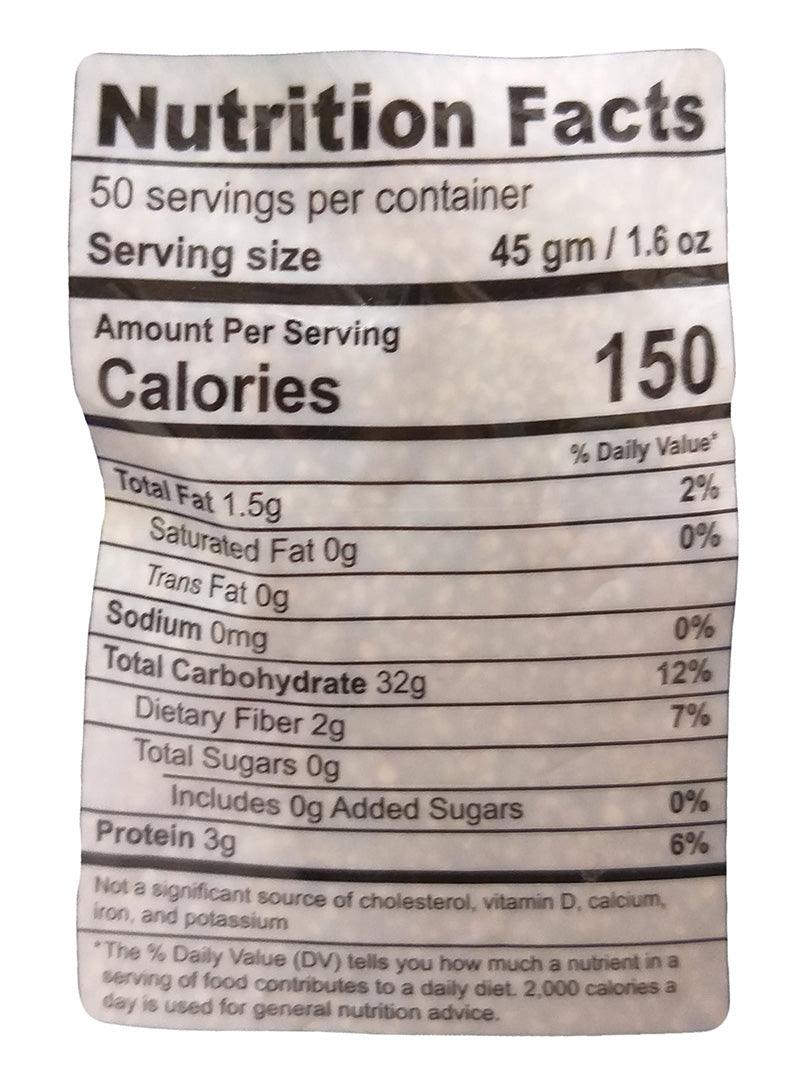 Nutrition Facts
50 servings per container
Serving size 45 gm / 1.6 oz
Amount Per Serving
Calories 150
% Daily Value*
Total Fat 1.5g 2%
Saturated Fat 0g 0%
Trans Fat 0g
Sodium 0mg 0%
Total Carbohydrate 32g 12%
Dietary Fiber 2g 7%
Total Sugars 0g
Includes 0g Added Sugars 0%
Protein 3g 6%
Not a significant source of cholesterol, vitamin D, calcium,
iron, and potassium
*The % Daily Value (DV) tells you how much a nutrient in a
serving of food contributes to a daily diet. 2,000 calories a
day is used for general nutrition advice.